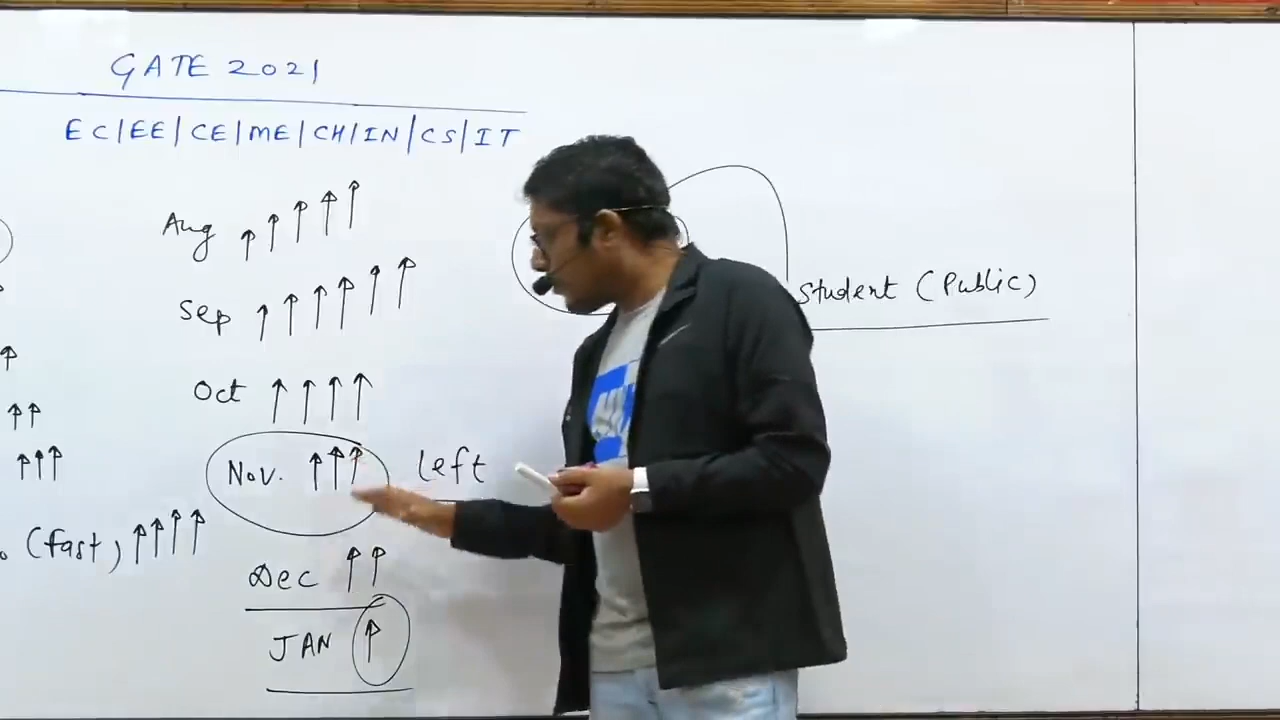 GATE 2021
EC/EE/CE/ME/CH/IN/CS/IT
Aug ↑↑↑↑↑
Sep ↑↑↑↑↑↑
Student (Public)
Oct ↑↑↑↑
Nov. ↑↑↑ left
(fast) ↑↑↑↑
Dec ↑↑
JAN ↑